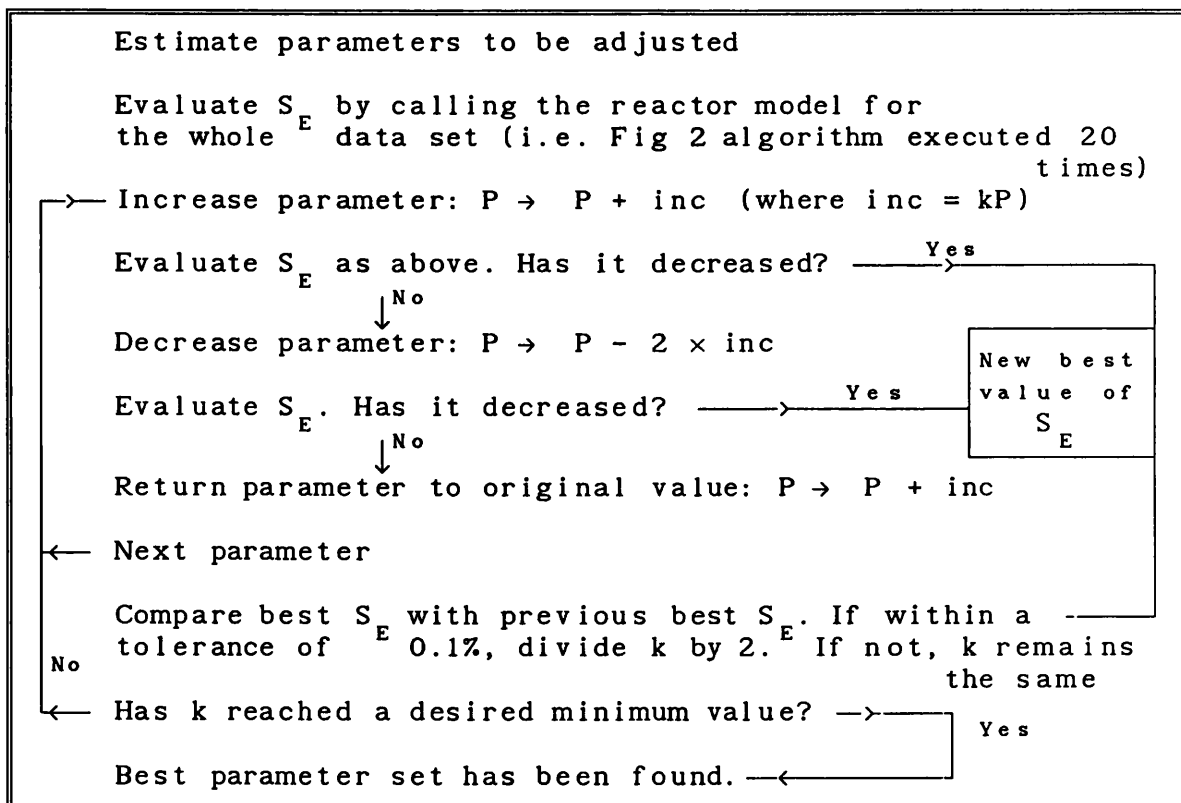 Estimate parameters to be adjusted
Evaluate S_E by calling the reactor model for
the whole data set (i.e. Fig 2 algorithm executed 20
times)
Increase parameter: P → P + inc (where inc = kP)
Evaluate S_E as above. Has it decreased? Yes
No
Decrease parameter: P → P - 2 × inc
New best
value of
S_E
Evaluate S_E. Has it decreased? Yes
No
Return parameter to original value: P → P + inc
Next parameter
Compare best S_E with previous best S_E. If within a
tolerance of 0.1%, divide k by 2. If not, k remains
the same
No
Has k reached a desired minimum value?
Yes
Best parameter set has been found.